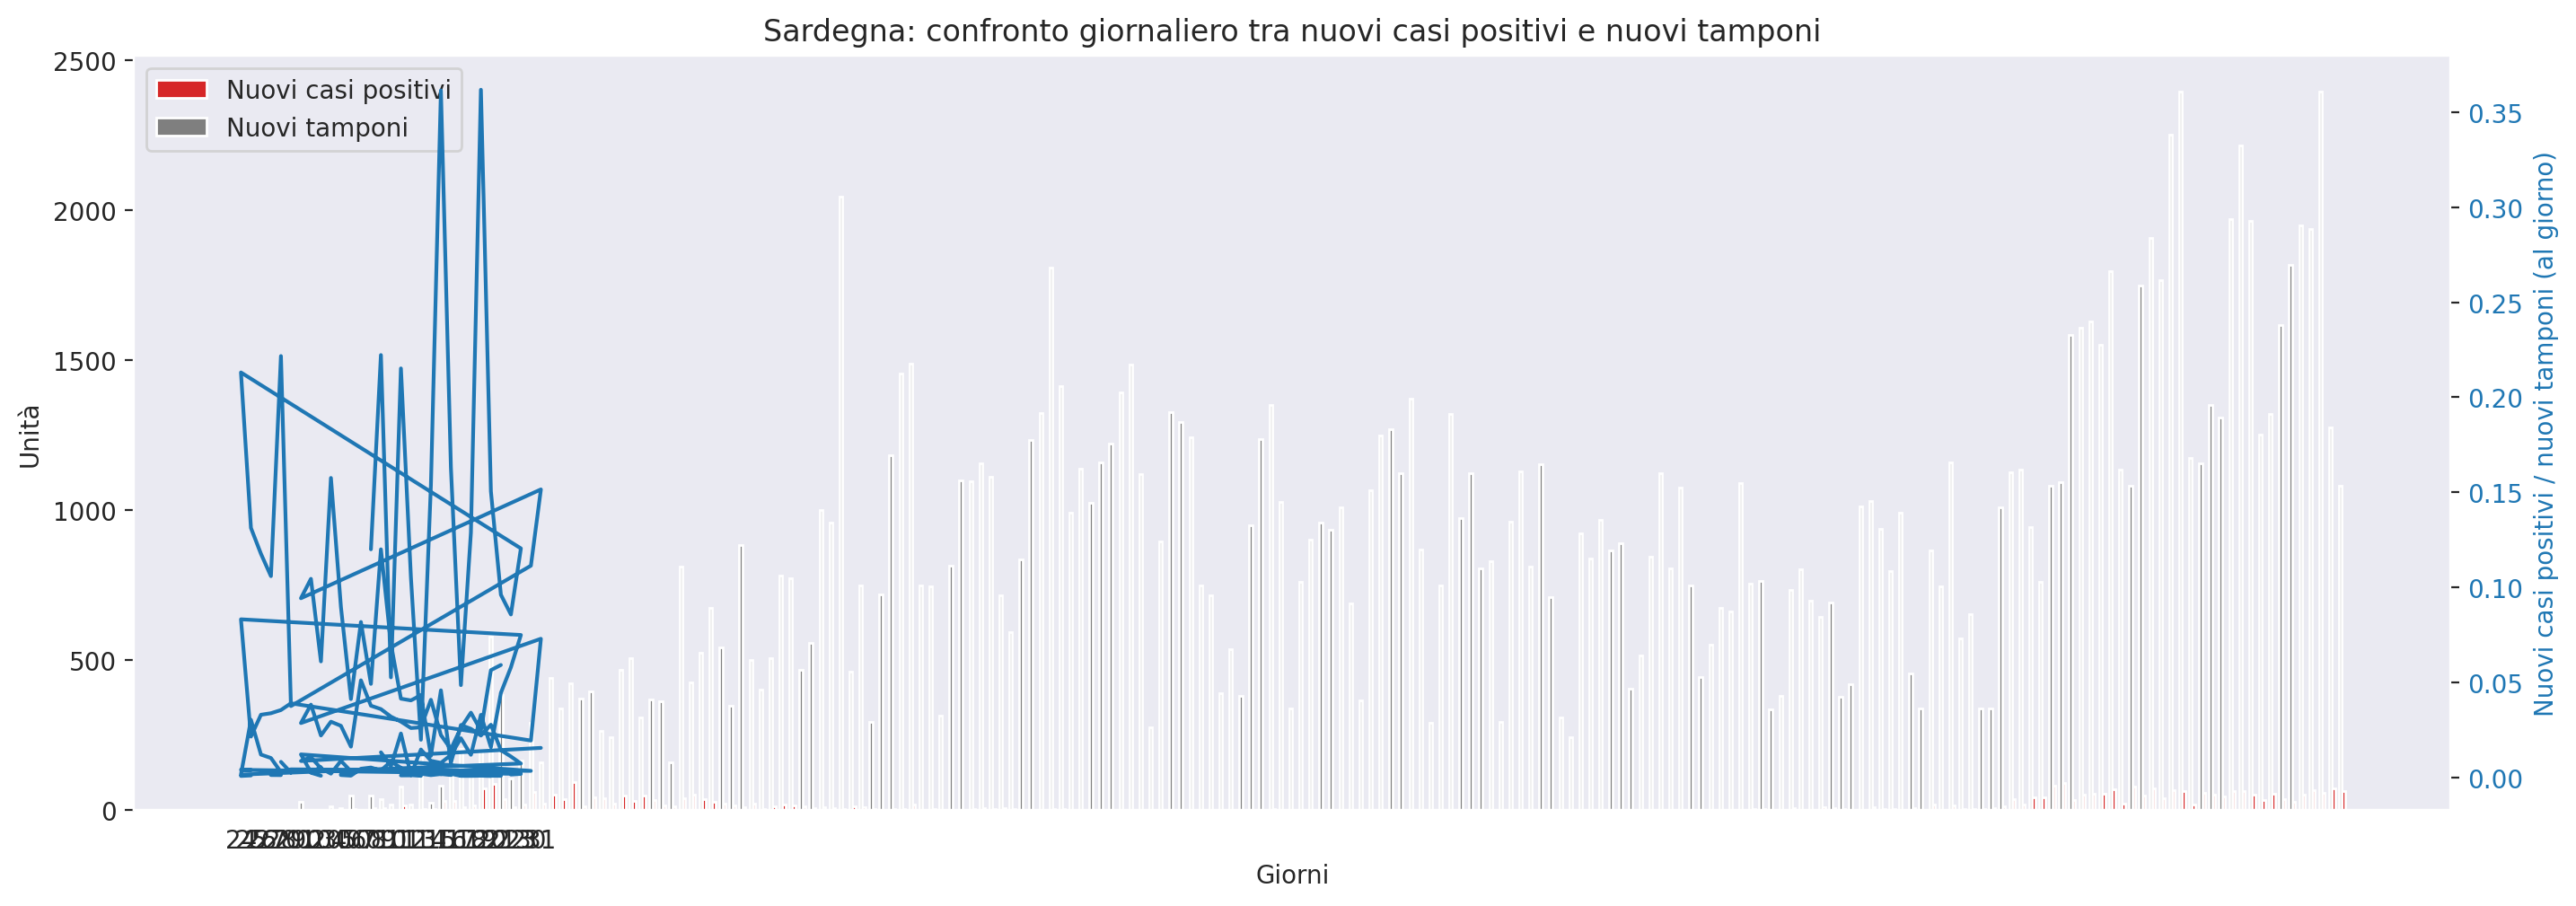 Sardegna: confronto giornaliero tra nuovi casi positivi e nuovi tamponi
Nuovi casi positivi
Nuovi tamponi
2500
2000
1500
1000
500
0
Unità
0.35
0.30
0.25
0.20
0.15
0.10
0.05
0.00
Nuovi casi positivi / nuovi tamponi (al giorno)
Giorni